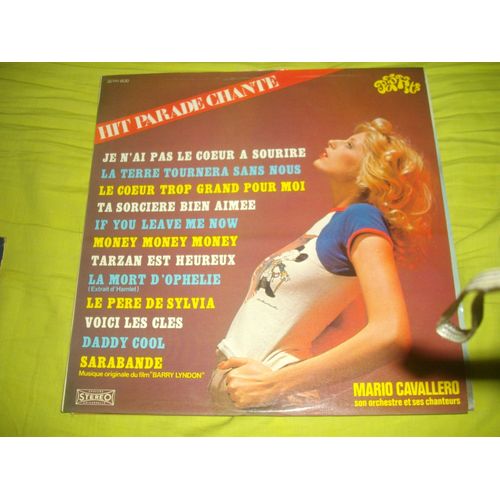 HIT PARADE CHANTE
JE N'AI PAS LE COEUR A SOURIRE
LA TERRE TOURNERA SANS NOUS
LE COEUR TROP GRAND POUR MOI
TA SORCIERE BIEN AIMEE
IF YOU LEAVE ME NOW
MONEY MONEY MONEY
TARZAN EST HEUREUX
LA MORT D'OPHELIE
(Extrait d'Hamlet)
LE PERE DE SYLVIA
VOICI LES CLES
DADDY COOL
SARABANDE
Musique originale du film "BARRY LYNDON"
STEREO
MARIO CAVALLERO
son orchestre et ses chanteurs